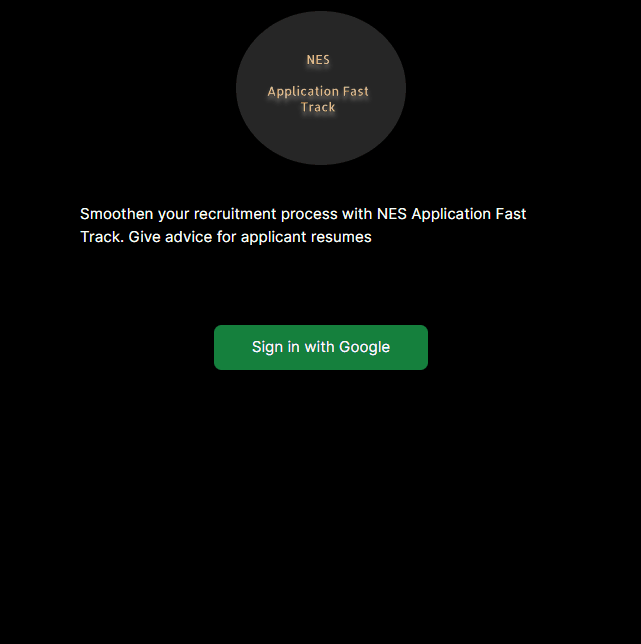 NES
Application Fast
Track
Smoothen your recruitment process with NES Application Fast
Track. Give advice for applicant resumes
Sign in with Google